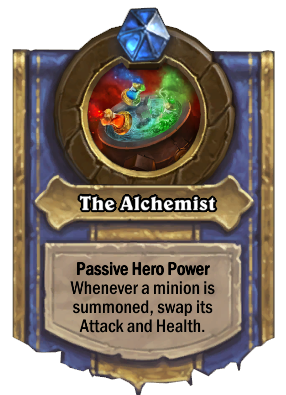 The Alchemist
Passive Hero Power
Whenever a minion is
summoned, swap its
Attack and Health.